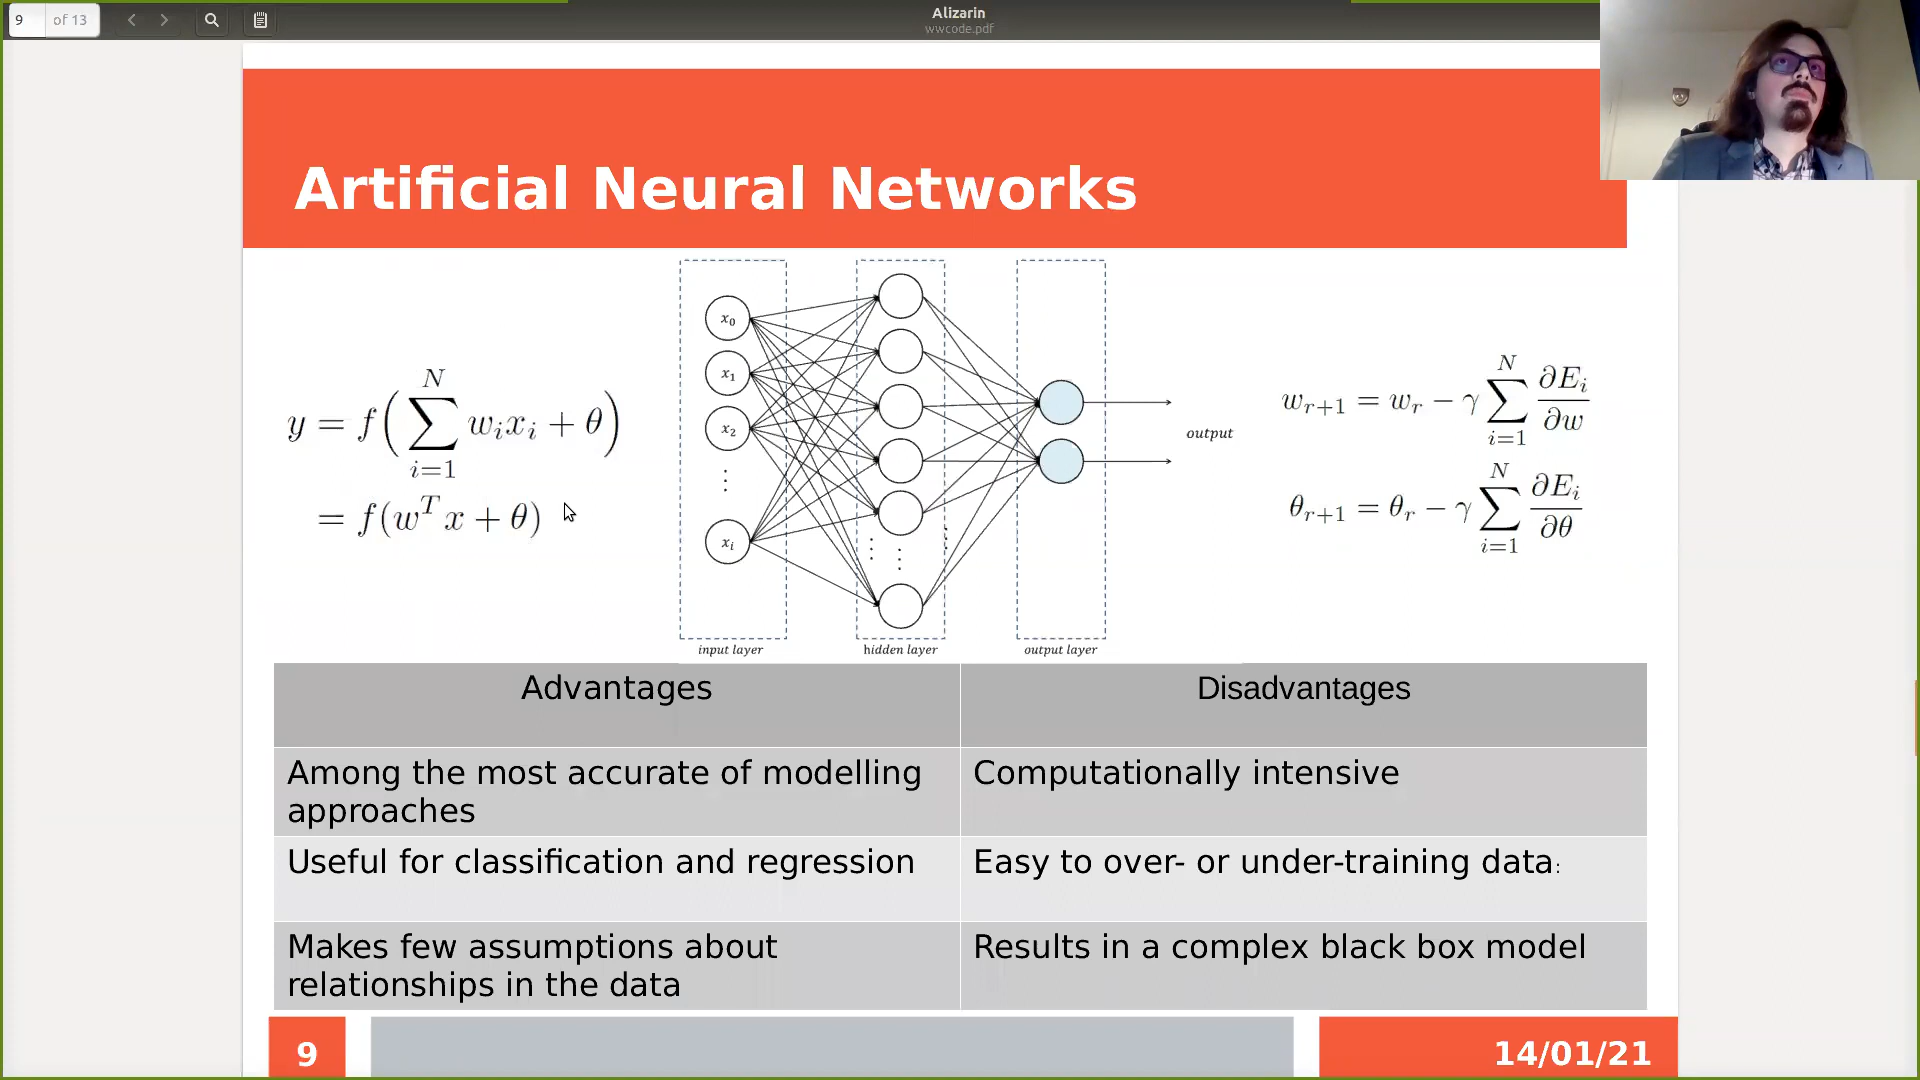 9 of 13
Alizarin
wwcode.pdf
Artificial Neural Networks
y = f(∑_{i=1}^{N} w_i x_i + θ)
= f(w^T x + θ)
x_0
x_1
x_2
x_i
output
input layer
hidden layer
output layer
w_{r+1} = w_r − γ ∑_{i=1}^{N} ∂E_i/∂w
θ_{r+1} = θ_r − γ ∑_{i=1}^{N} ∂E_i/∂θ
Advantages
Disadvantages
Among the most accurate of modelling
approaches
Computationally intensive
Useful for classification and regression
Easy to over- or under-training data:
Makes few assumptions about
relationships in the data
Results in a complex black box model
9
14/01/21